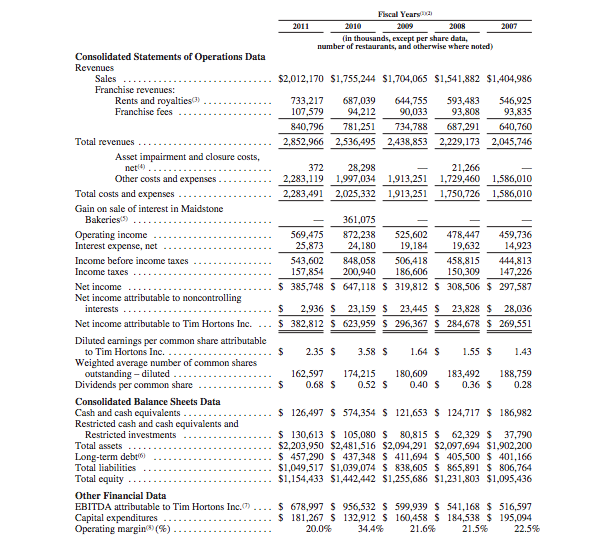 Fiscal Years(1)(2)
2011 2010 2009 2008 2007
(in thousands, except per share data,
number of restaurants, and otherwise where noted)
Consolidated Statements of Operations Data
Revenues
Sales .................... $2,012,170 $1,755,244 $1,704,065 $1,541,882 $1,404,986
Franchise revenues:
Rents and royalties(3) .............. 733,217 687,039 644,755 593,483 546,925
Franchise fees .................... 107,579 94,212 90,033 93,808 93,835
840,796 781,251 734,788 687,291 640,760
Total revenues .................... 2,852,966 2,536,495 2,438,853 2,229,173 2,045,746
Asset impairment and closure costs,
net(4) .................... 372 28,298 — 21,266 —
Other costs and expenses .......... 2,283,119 1,997,034 1,913,251 1,729,460 1,586,010
Total costs and expenses .............. 2,283,491 2,025,332 1,913,251 1,750,726 1,586,010
Gain on sale of interest in Maidstone
Bakeries(5) .................... — 361,075 — — —
Operating income .................... 569,475 872,238 525,602 478,447 459,736
Interest expense, net .................... 25,873 24,180 19,184 19,632 14,923
Income before income taxes .............. 543,602 848,058 506,418 458,815 444,813
Income taxes .................... 157,854 200,940 186,606 150,309 147,226
Net income .................... $ 385,748 $ 647,118 $ 319,812 $ 308,506 $ 297,587
Net income attributable to noncontrolling
interests .................... $ 2,936 $ 23,159 $ 23,445 $ 23,828 $ 28,036
Net income attributable to Tim Hortons Inc. ... $ 382,812 $ 623,959 $ 296,367 $ 284,678 $ 269,551
Diluted earnings per common share attributable
to Tim Hortons Inc. .................... $ 2.35 $ 3.58 $ 1.64 $ 1.55 $ 1.43
Weighted average number of common shares
outstanding – diluted .................... 162,597 174,215 180,609 183,492 188,759
Dividends per common share .............. $ 0.68 $ 0.52 $ 0.40 $ 0.36 $ 0.28
Consolidated Balance Sheets Data
Cash and cash equivalents .............. $ 126,497 $ 574,354 $ 121,653 $ 124,717 $ 186,982
Restricted cash and cash equivalents and
Restricted investments .............. $ 130,613 $ 105,080 $ 80,815 $ 62,329 $ 37,790
Total assets .................... $2,203,950 $2,481,516 $2,094,291 $2,097,694 $1,902,200
Long-term debt(6) .................... $ 457,290 $ 437,348 $ 411,694 $ 405,500 $ 401,166
Total liabilities .................... $1,049,517 $1,039,074 $ 838,605 $ 865,891 $ 806,764
Total equity .................... $1,154,433 $1,442,442 $1,255,686 $1,231,803 $1,095,436
Other Financial Data
EBITDA attributable to Tim Hortons Inc.(7) .... $ 678,997 $ 956,532 $ 599,939 $ 541,168 $ 516,597
Capital expenditures .................... $ 181,267 $ 132,912 $ 160,458 $ 184,538 $ 195,094
Operating margin(8) (%) .................... 20.0% 34.4% 21.6% 21.5% 22.5%